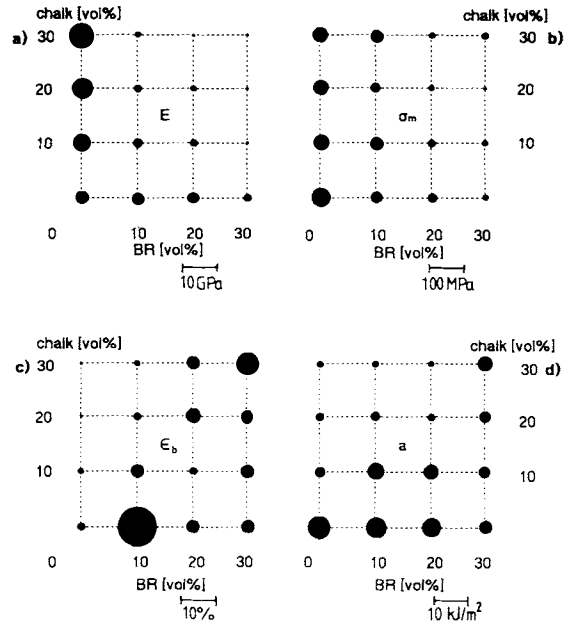 chalk [vol%]
a) 30
20
10
E
0 10 20 30
BR [vol%]
10 GPa
chalk [vol%]
30 b)
20
10
σm
0 10 20 30
BR [vol%]
100 MPa
chalk [vol%]
c) 30
20
10
Єb
0 10 20 30
BR [vol%]
10%
chalk [vol%]
30 d)
20
10
a
0 10 20 30
BR [vol%]
10 kJ/m²